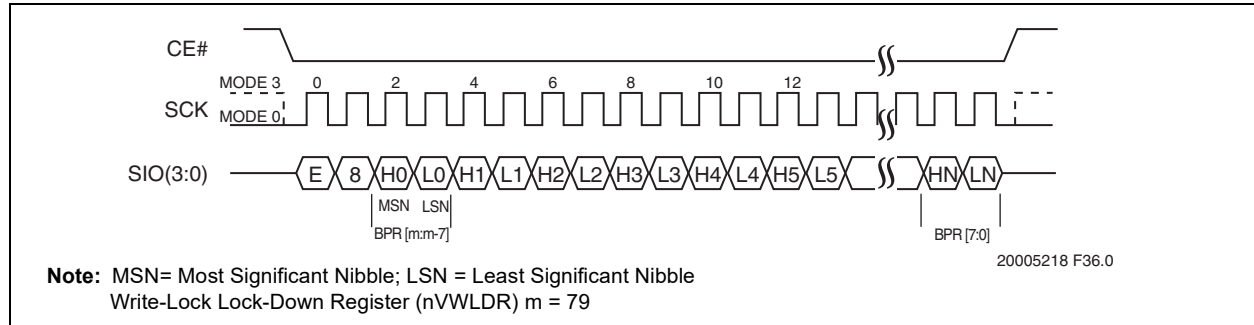 CE#
MODE 3 0 2 4 6 8 10 12
SCK
MODE 0
SIO(3:0) E 8 H0 L0 H1 L1 H2 L2 H3 L3 H4 L4 H5 L5 HN LN
MSN LSN
BPR [m:m-7] BPR [7:0]
20005218 F36.0
Note: MSN= Most Significant Nibble; LSN = Least Significant Nibble
Write-Lock Lock-Down Register (nVWLDR) m = 79